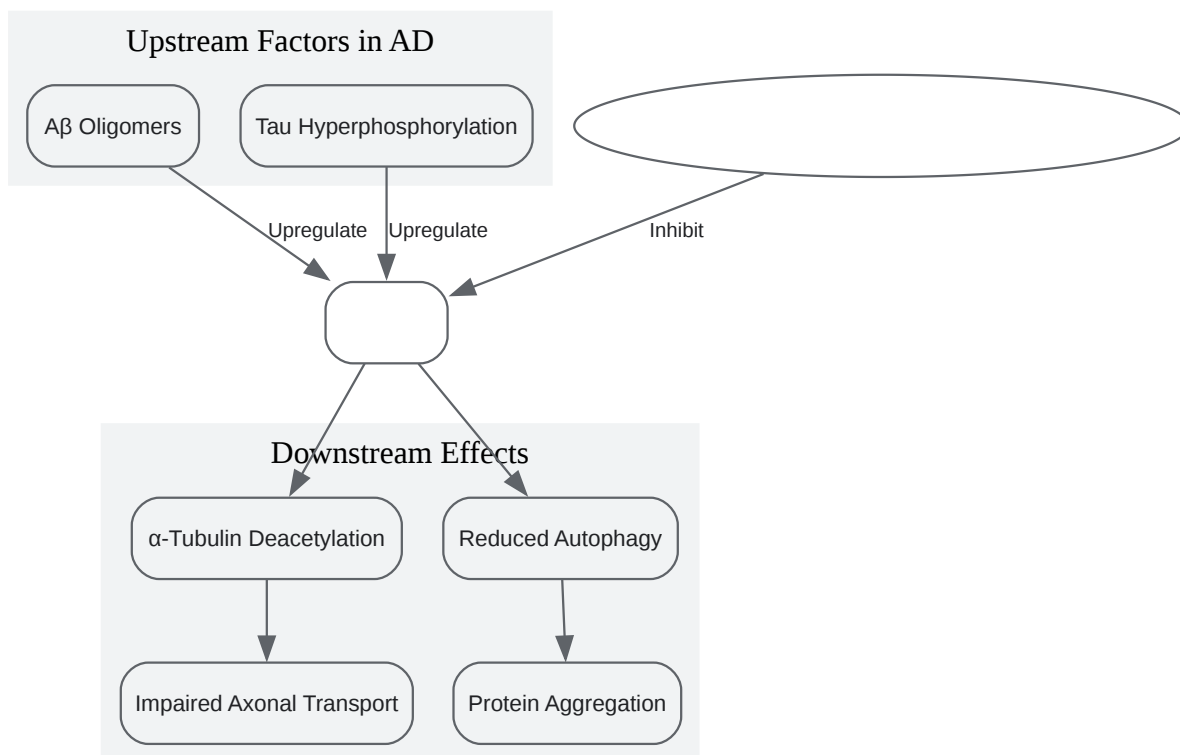 Upstream Factors in AD
Aβ Oligomers
Tau Hyperphosphorylation
Upregulate
Upregulate
Inhibit
Downstream Effects
α-Tubulin Deacetylation
Reduced Autophagy
Impaired Axonal Transport
Protein Aggregation